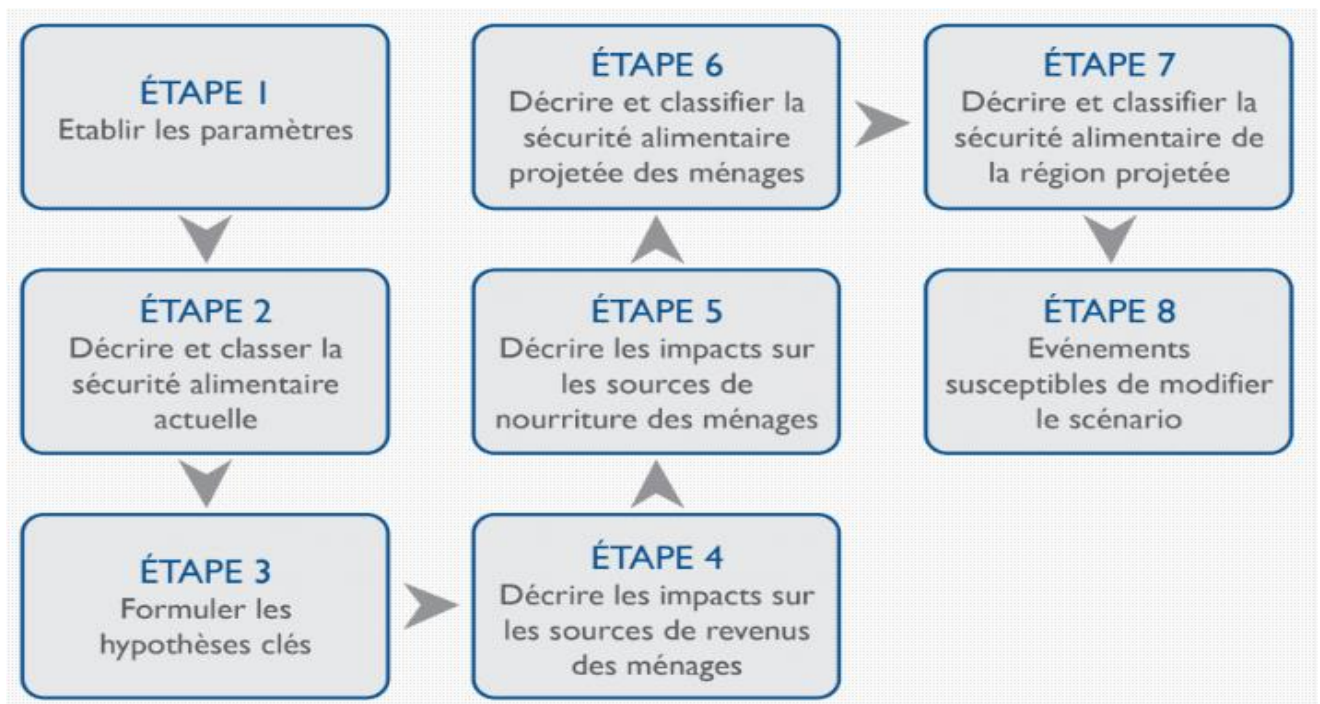 ÉTAPE 1
Etablir les paramètres
ÉTAPE 2
Décrire et classer la
sécurité alimentaire
actuelle
ÉTAPE 3
Formuler les
hypothèses clés
ÉTAPE 4
Décrire les impacts sur
les sources de revenus
des ménages
ÉTAPE 5
Décrire les impacts sur
les sources de
nourriture des ménages
ÉTAPE 6
Décrire et classifier la
sécurité alimentaire
projetée des ménages
ÉTAPE 7
Décrire et classifier la
sécurité alimentaire de
la région projetée
ÉTAPE 8
Evénements
susceptibles de modifier
le scénario